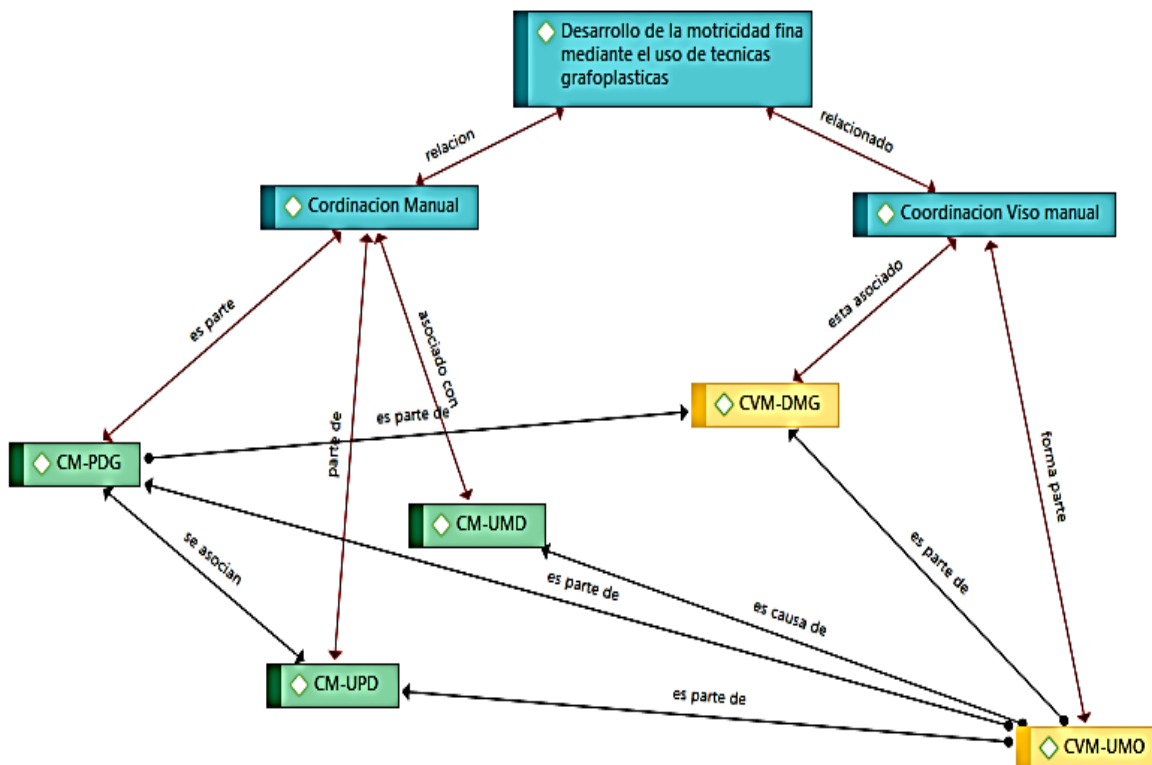 Desarrollo de la motricidad fina
mediante el uso de tecnicas
grafoplasticas
relacion
relacionado
Cordinacion Manual
Coordinacion Viso manual
es parte
asociado con
esta asociado
parte de
es parte de
CVM-DMG
CM-PDG
CM-UMD
forma parte
se asocian
es parte de
es parte de
es causa de
CM-UPD
es parte de
CVM-UMO